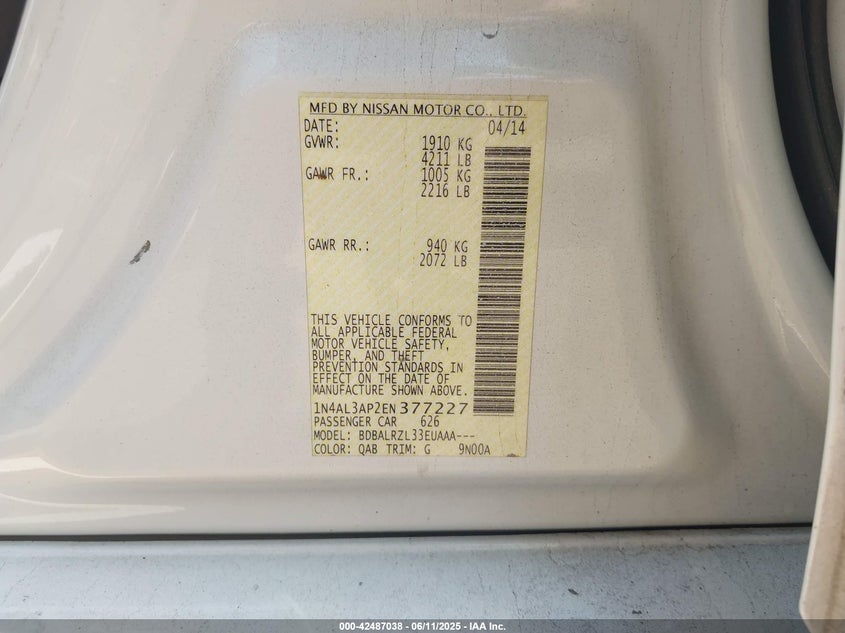 MFD BY NISSAN MOTOR CO., LTD.
DATE: 04/14
GVWR: 1910 KG
4211 LB
GAWR FR.: 1005 KG
2216 LB
GAWR RR.: 940 KG
2072 LB
THIS VEHICLE CONFORMS TO
ALL APPLICABLE FEDERAL
MOTOR VEHICLE SAFETY,
BUMPER, AND THEFT
PREVENTION STANDARDS IN
EFFECT ON THE DATE OF
MANUFACTURE SHOWN ABOVE.
1N4AL3AP2EN377227
PASSENGER CAR 626
MODEL: BDBALRZL33EUAAA---
COLOR: QAB TRIM: G 9N00A
000-42487038 - 06/11/2025 - IAA Inc.